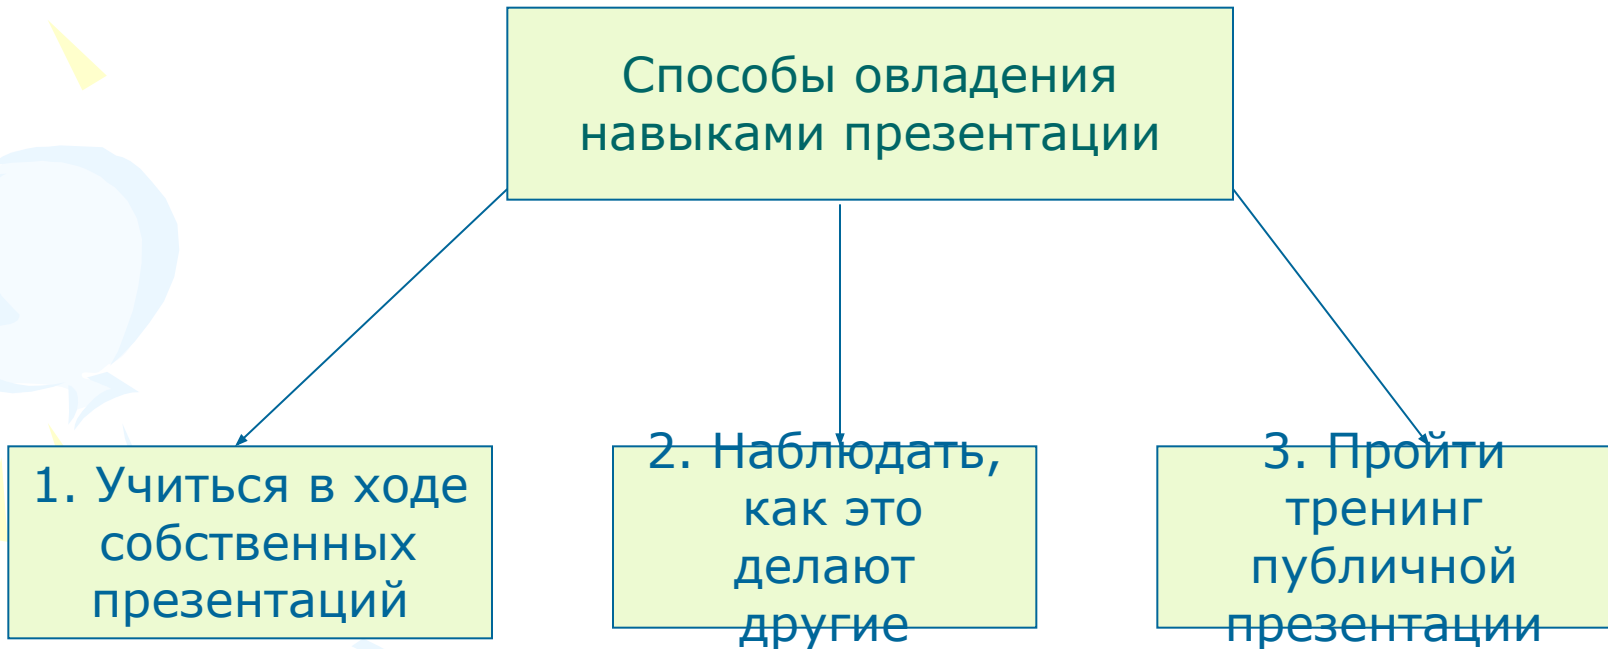 Способы овладения
навыками презентации
1. Учиться в ходе
собственных
презентаций
2. Наблюдать,
как это
делают
другие
3. Пройти
тренинг
публичной
презентации